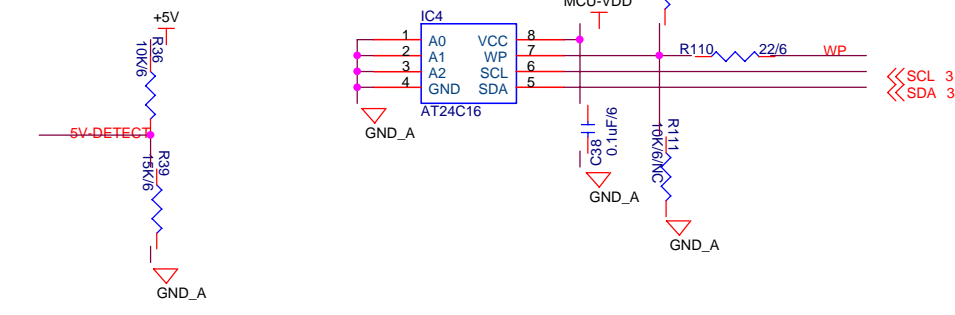 +5V
R36
10K/6
5V-DETECT
R39
15K/6
GND_A
IC4
1 A0 VCC 8
2 A1 WP 7
3 A2 SCL 6
4 GND SDA 5
AT24C16
GND_A
MCU-VDD
C38
0.1uF/6
GND_A
R110 22/6 WP
R111
10K/6/NC
GND_A
SCL 3
SDA 3